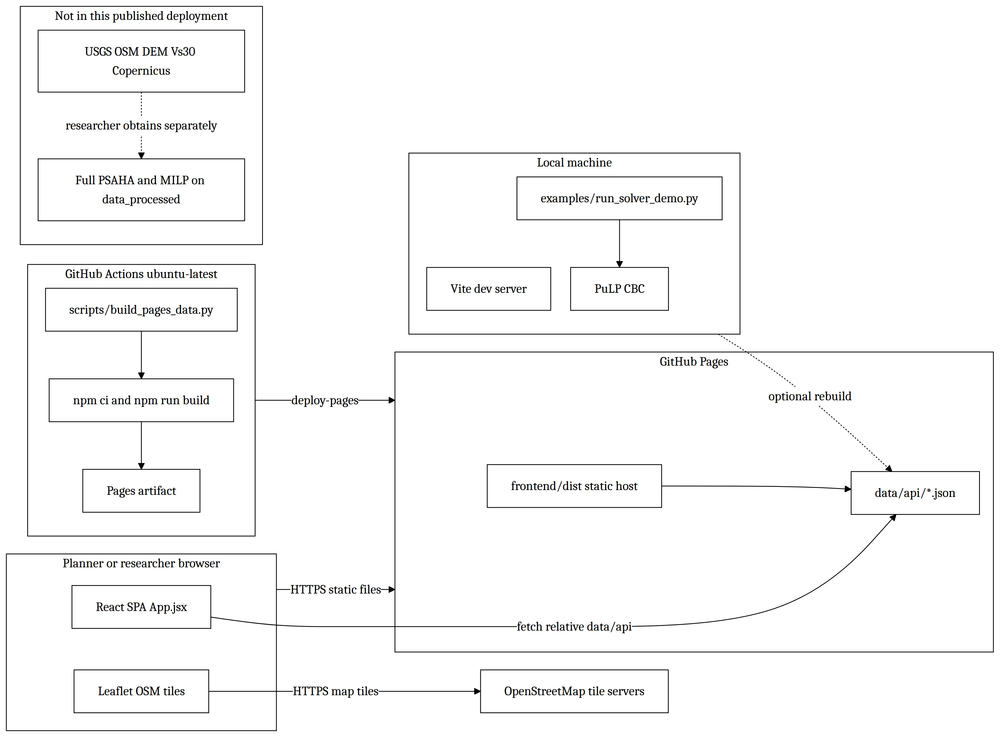 Not in this published deployment
USGS OSM DEM Vs30
Copernicus
researcher obtains separately
Full PSAHA and MILP on
data_processed
Local machine
examples/run_solver_demo.py
Vite dev server
PuLP CBC
GitHub Actions ubuntu-latest
scripts/build_pages_data.py
npm ci and npm run build
Pages artifact
deploy-pages
GitHub Pages
optional rebuild
frontend/dist static host
data/api/*.json
Planner or researcher browser
React SPA App.jsx
HTTPS static files
fetch relative data/api
Leaflet OSM tiles
HTTPS map tiles
OpenStreetMap tile servers